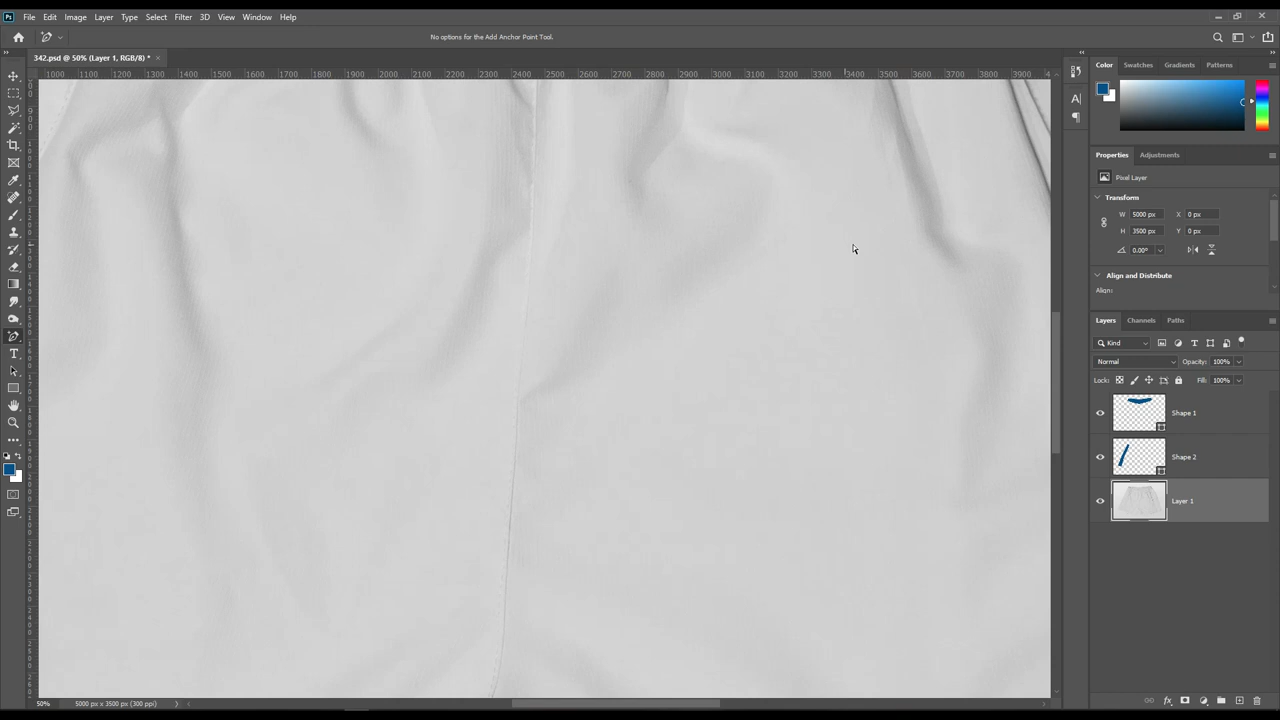 Ps File Edit Image Layer Type Select Filter 3D View Window Help
No options for the Add Anchor Point Tool.
342.psd @ 50% (Layer 1, RGB/8) * ×
1000 1100 1200 1300 1400 1500 1600 1700 1800 1900 2000 2100 2200 2300 2400 2500 2600 2700 2800 2900 3000 3100 3200 3300 3400 3500 3600 3700 3800 3900 4
Color Swatches Gradients Patterns
Properties Adjustments
Pixel Layer
Transform
W 5000 px X 0 px
H 3500 px Y 0 px
0.00°
Align and Distribute
Align:
Layers Channels Paths
Kind
Normal Opacity: 100%
Lock: Fill: 100%
Shape 1
Shape 2
Layer 1
50% 5000 px x 3500 px (300 ppi)